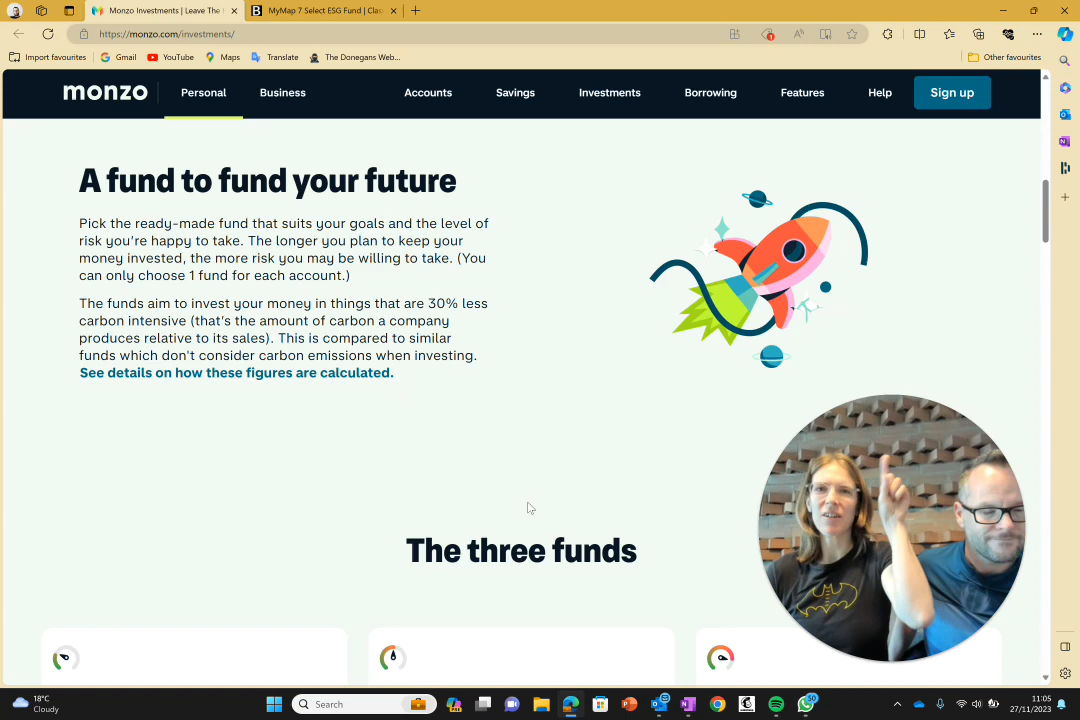 Monzo Investments | Leave The
MyMap 7 Select ESG Fund | Clas
https://monzo.com/investments/
Import favourites
Gmail
YouTube
Maps
Translate
The Donegans Web...
Other favourites
monzo
Personal
Business
Accounts
Savings
Investments
Borrowing
Features
Help
Sign up
A fund to fund your future
Pick the ready-made fund that suits your goals and the level of
risk you're happy to take. The longer you plan to keep your
money invested, the more risk you may be willing to take. (You
can only choose 1 fund for each account.)
The funds aim to invest your money in things that are 30% less
carbon intensive (that's the amount of carbon a company
produces relative to its sales). This is compared to similar
funds which don't consider carbon emissions when investing.
See details on how these figures are calculated.
The three funds
18°C
Cloudy
Search
50
11:05
27/11/2023